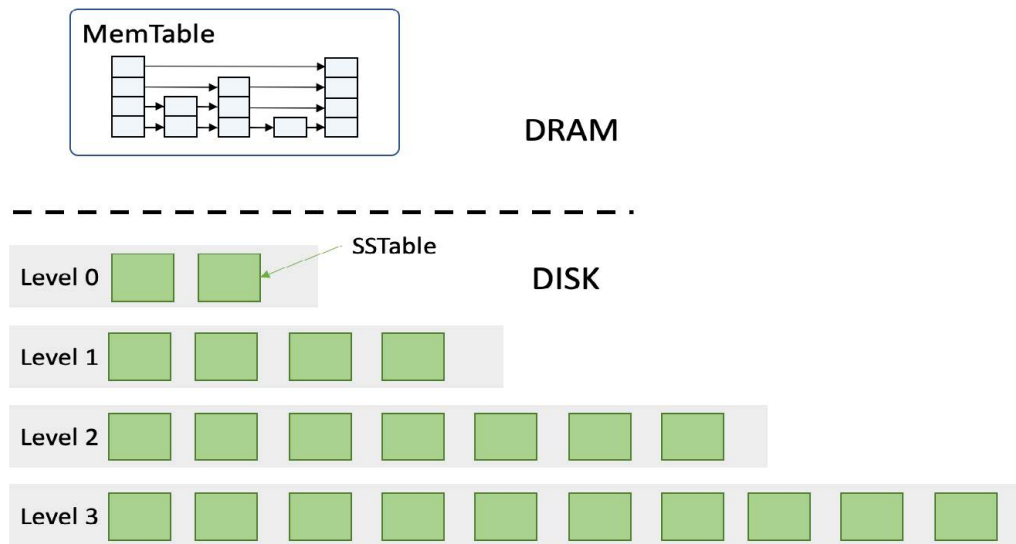 MemTable
DRAM
SSTable
Level 0
DISK
Level 1
Level 2
Level 3